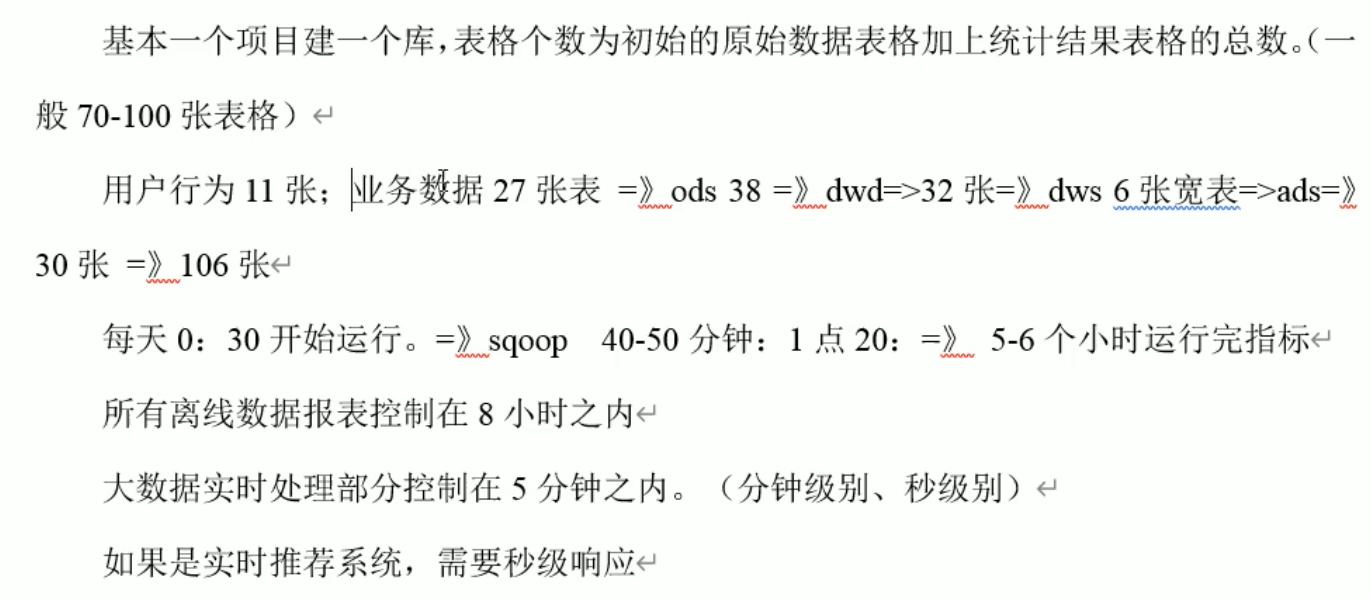 基本一个项目建一个库，表格个数为初始的原始数据表格加上统计结果表格的总数。（一
般 70-100 张表格）↵
用户行为 11 张；业务数据 27 张表 =》ods 38 =》dwd=>32 张=》dws 6 张宽表=>ads=》
30 张 =》106 张↵
每天 0：30 开始运行。=》sqoop 40-50 分钟：1 点 20：=》 5-6 个小时运行完指标↵
所有离线数据报表控制在 8 小时之内↵
大数据实时处理部分控制在 5 分钟之内。（分钟级别、秒级别）↵
如果是实时推荐系统，需要秒级响应↵